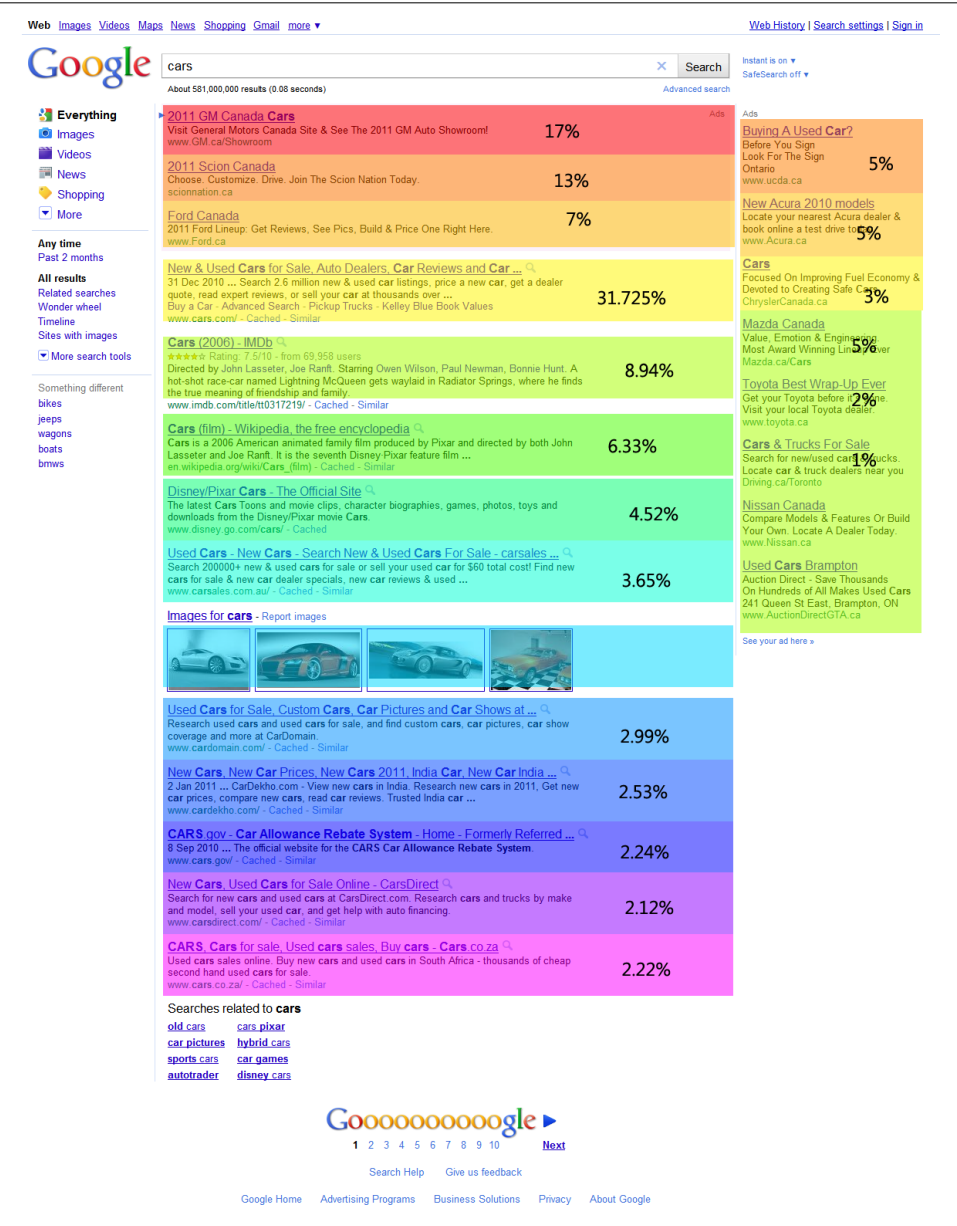 Web Images Videos Maps News Shopping Gmail more ▼
Web History | Search settings | Sign in
Google
cars
× Search
Instant is on ▼
SafeSearch off ▼
About 581,000,000 results (0.08 seconds)
Advanced search
Everything
Images
Videos
News
Shopping
More
Any time
Past 2 months
All results
Related searches
Wonder wheel
Timeline
Sites with images
More search tools
Something different
bikes
jeeps
wagons
boats
bmws
2011 GM Canada Cars
Ads
Visit General Motors Canada Site & See The 2011 GM Auto Showroom!
www.GM.ca/Showroom
17%
2011 Scion Canada
Choose. Customize. Drive. Join The Scion Nation Today.
scionnation.ca
13%
Ford Canada
2011 Ford Lineup: Get Reviews, See Pics, Build & Price One Right Here.
www.Ford.ca
7%
New & Used Cars for Sale, Auto Dealers, Car Reviews and Car ...
31 Dec 2010 ... Search 2.6 million new & used car listings, price a new car, get a dealer
quote, read expert reviews, or sell your car at thousands over ...
Buy a Car - Advanced Search - Pickup Trucks - Kelley Blue Book Values
www.cars.com/ - Cached - Similar
31.725%
Cars (2006) - IMDb
★★★★☆ Rating: 7.5/10 - from 69,958 users
Directed by John Lasseter, Joe Ranft. Starring Owen Wilson, Paul Newman, Bonnie Hunt. A
hot-shot race-car named Lightning McQueen gets waylaid in Radiator Springs, where he finds
the true meaning of friendship and family.
www.imdb.com/title/tt0317219/ - Cached - Similar
8.94%
Cars (film) - Wikipedia, the free encyclopedia
Cars is a 2006 American animated family film produced by Pixar and directed by both John
Lasseter and Joe Ranft. It is the seventh Disney·Pixar feature film ...
en.wikipedia.org/wiki/Cars_(film) - Cached - Similar
6.33%
Disney/Pixar Cars - The Official Site
The latest Cars Toons and movie clips, character biographies, games, photos, toys and
downloads from the Disney/Pixar movie Cars.
www.disney.go.com/cars/ - Cached
4.52%
Used Cars - New Cars - Search New & Used Cars For Sale - carsales ...
Search 200000+ new & used cars for sale or sell your used car for $60 total cost! Find new
cars for sale & new car dealer specials, new car reviews & used ...
www.carsales.com.au/ - Cached - Similar
3.65%
Images for cars - Report images
Used Cars for Sale, Custom Cars, Car Pictures and Car Shows at ...
Research used cars and used cars for sale, and find custom cars, car pictures, car show
coverage and more at CarDomain.
www.cardomain.com/ - Cached - Similar
2.99%
New Cars, New Car Prices, New Cars 2011, India Car, New Car India ...
2 Jan 2011 ... CarDekho.com - View new cars in India. Research new cars in 2011, Get new
car prices, compare new cars, read car reviews. Trusted India car ...
www.cardekho.com/ - Cached - Similar
2.53%
CARS.gov - Car Allowance Rebate System - Home - Formerly Referred ...
8 Sep 2010 ... The official website for the CARS Car Allowance Rebate System.
www.cars.gov/ - Cached - Similar
2.24%
New Cars, Used Cars for Sale Online - CarsDirect
Search for new cars and used cars at CarsDirect.com. Research cars and trucks by make
and model, sell your used car, and get help with auto financing.
www.carsdirect.com/ - Cached - Similar
2.12%
CARS, Cars for sale, Used cars sales, Buy cars - Cars.co.za
Used cars sales online. Buy new cars and used cars in South Africa - thousands of cheap
second hand used cars for sale.
www.cars.co.za/ - Cached - Similar
2.22%
Ads
Buying A Used Car?
Before You Sign
Look For The Sign
Ontario
www.ucda.ca
5%
New Acura 2010 models
Locate your nearest Acura dealer &
book online a test drive
www.Acura.ca
5%
Cars
Focused On Improving Fuel Economy &
Devoted to Creating Safe
ChryslerCanada.ca
3%
Mazda Canada
Value, Emotion & Engineering.
Most Award Winning
Mazda.ca/Cars
5%
Toyota Best Wrap-Up Ever
Get your Toyota before
Visit your local Toyota dealer.
www.toyota.ca
2%
Cars & Trucks For Sale
Search for new/used
Locate car & truck dealers near you
Driving.ca/Toronto
1%
Nissan Canada
Compare Models & Features Or Build
Your Own. Locate A Dealer Today.
www.Nissan.ca
Used Cars Brampton
Auction Direct - Save Thousands
On Hundreds of All Makes Used Cars
241 Queen St East, Brampton, ON
www.AuctionDirectGTA.ca
See your ad here »
Searches related to cars
old cars cars pixar
car pictures hybrid cars
sports cars car games
autotrader disney cars
Goooooooooogle
1 2 3 4 5 6 7 8 9 10 Next
Search Help Give us feedback
Google Home Advertising Programs Business Solutions Privacy About Google